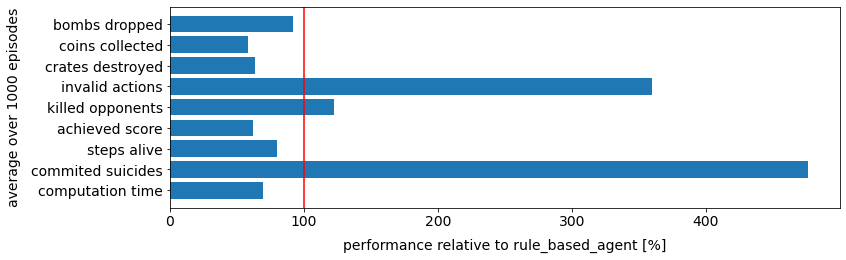 average over 1000 episodes
bombs dropped
coins collected
crates destroyed
invalid actions
killed opponents
achieved score
steps alive
commited suicides
computation time
0 100 200 300 400
performance relative to rule_based_agent [%]